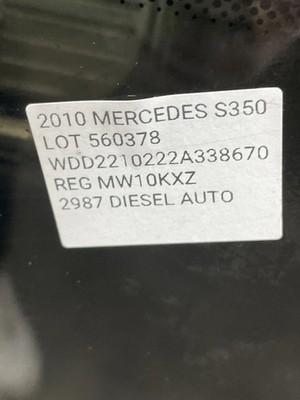 2010 MERCEDES S350
LOT 560378
WDD2210222A338670
REG MW10KXZ
2987 DIESEL AUTO